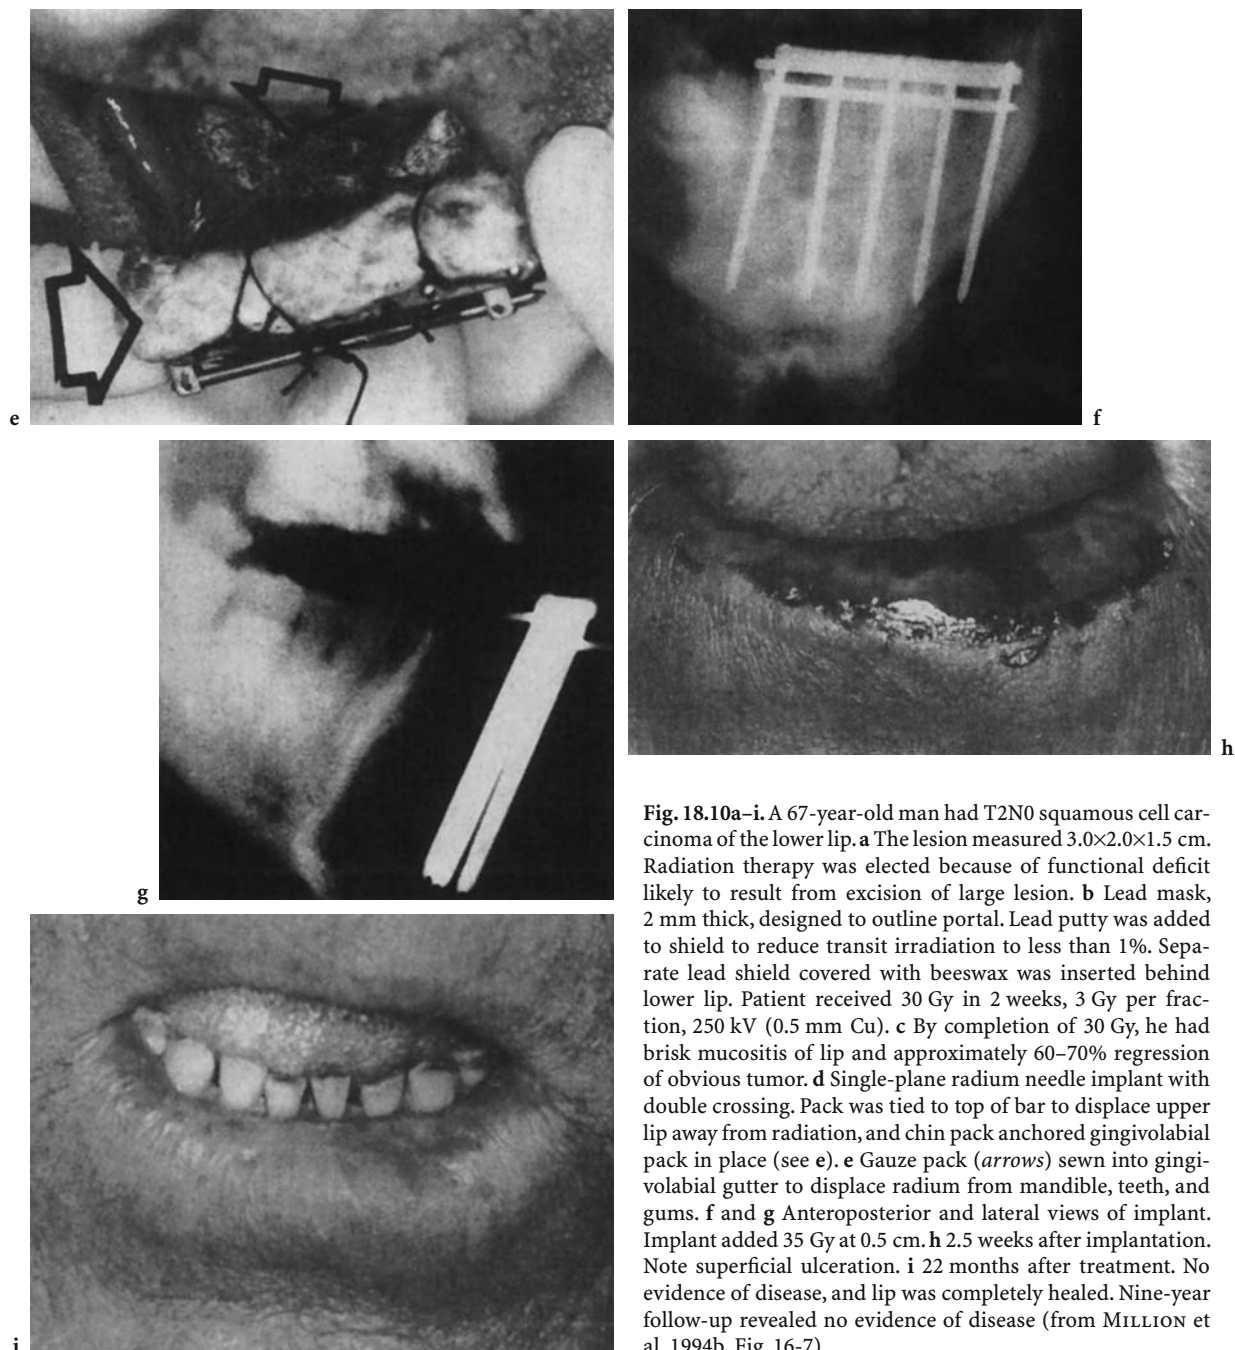 e
f
g
h
i
Fig. 18.10a–i. A 67-year-old man had T2N0 squamous cell car-
cinoma of the lower lip. a The lesion measured 3.0×2.0×1.5 cm.
Radiation therapy was elected because of functional deficit
likely to result from excision of large lesion. b Lead mask,
2 mm thick, designed to outline portal. Lead putty was added
to shield to reduce transit irradiation to less than 1%. Sepa-
rate lead shield covered with beeswax was inserted behind
lower lip. Patient received 30 Gy in 2 weeks, 3 Gy per frac-
tion, 250 kV (0.5 mm Cu). c By completion of 30 Gy, he had
brisk mucositis of lip and approximately 60–70% regression
of obvious tumor. d Single-plane radium needle implant with
double crossing. Pack was tied to top of bar to displace upper
lip away from radiation, and chin pack anchored gingivolabial
pack in place (see e). e Gauze pack (arrows) sewn into gingi-
volabial gutter to displace radium from mandible, teeth, and
gums. f and g Anteroposterior and lateral views of implant.
Implant added 35 Gy at 0.5 cm. h 2.5 weeks after implantation.
Note superficial ulceration. i 22 months after treatment. No
evidence of disease, and lip was completely healed. Nine-year
follow-up revealed no evidence of disease (from MILLION et
al. 1994b, Fig. 16-7)